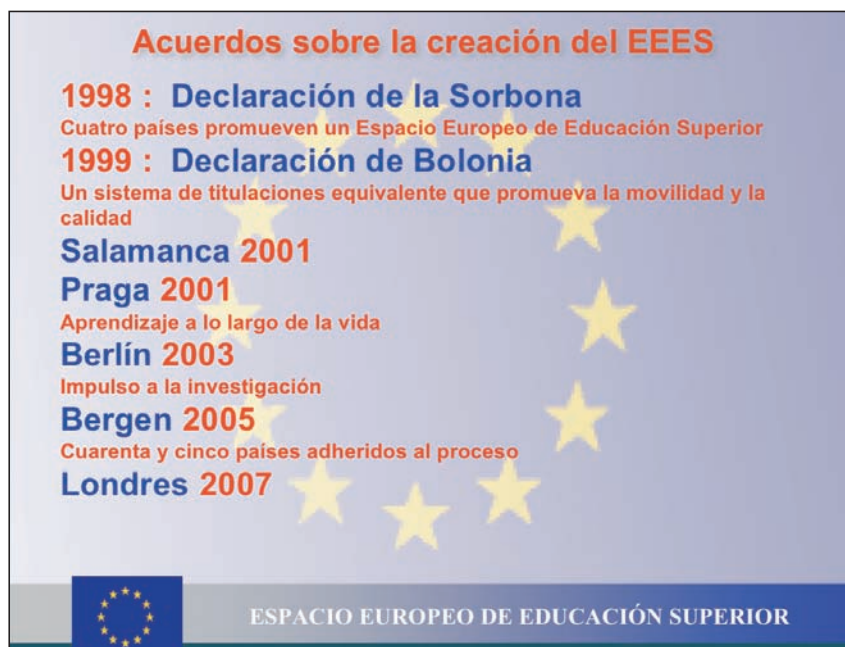 Acuerdos sobre la creación del EEES
1998 : Declaración de la Sorbona
Cuatro países promueven un Espacio Europeo de Educación Superior
1999 : Declaración de Bolonia
Un sistema de titulaciones equivalente que promueva la movilidad y la
calidad
Salamanca 2001
Praga 2001
Aprendizaje a lo largo de la vida
Berlín 2003
Impulso a la investigación
Bergen 2005
Cuarenta y cinco países adheridos al proceso
Londres 2007
ESPACIO EUROPEO DE EDUCACIÓN SUPERIOR